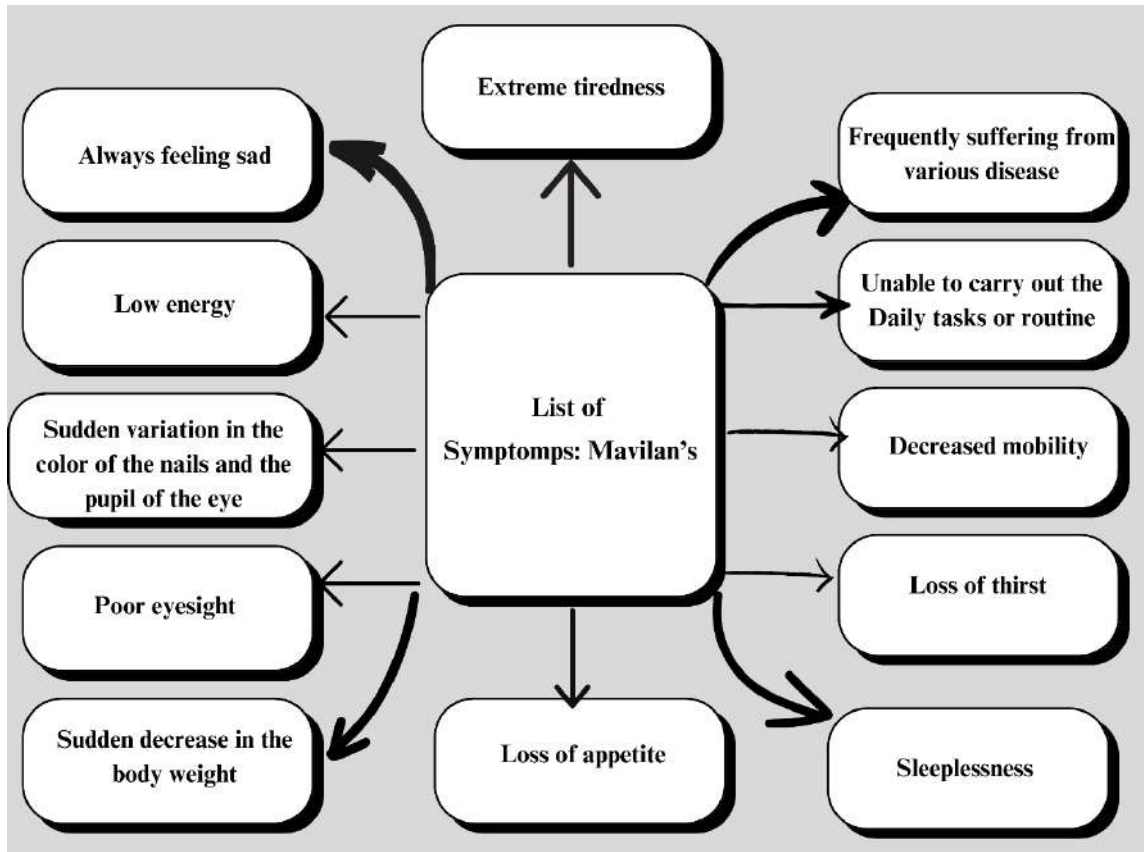 Extreme tiredness
Always feeling sad
Frequently suffering from
various disease
Low energy
Unable to carry out the
Daily tasks or routine
List of
Symptomps: Mavilan's
Sudden variation in the
color of the nails and the
pupil of the eye
Decreased mobility
Poor eyesight
Loss of thirst
Sudden decrease in the
body weight
Loss of appetite
Sleeplessness